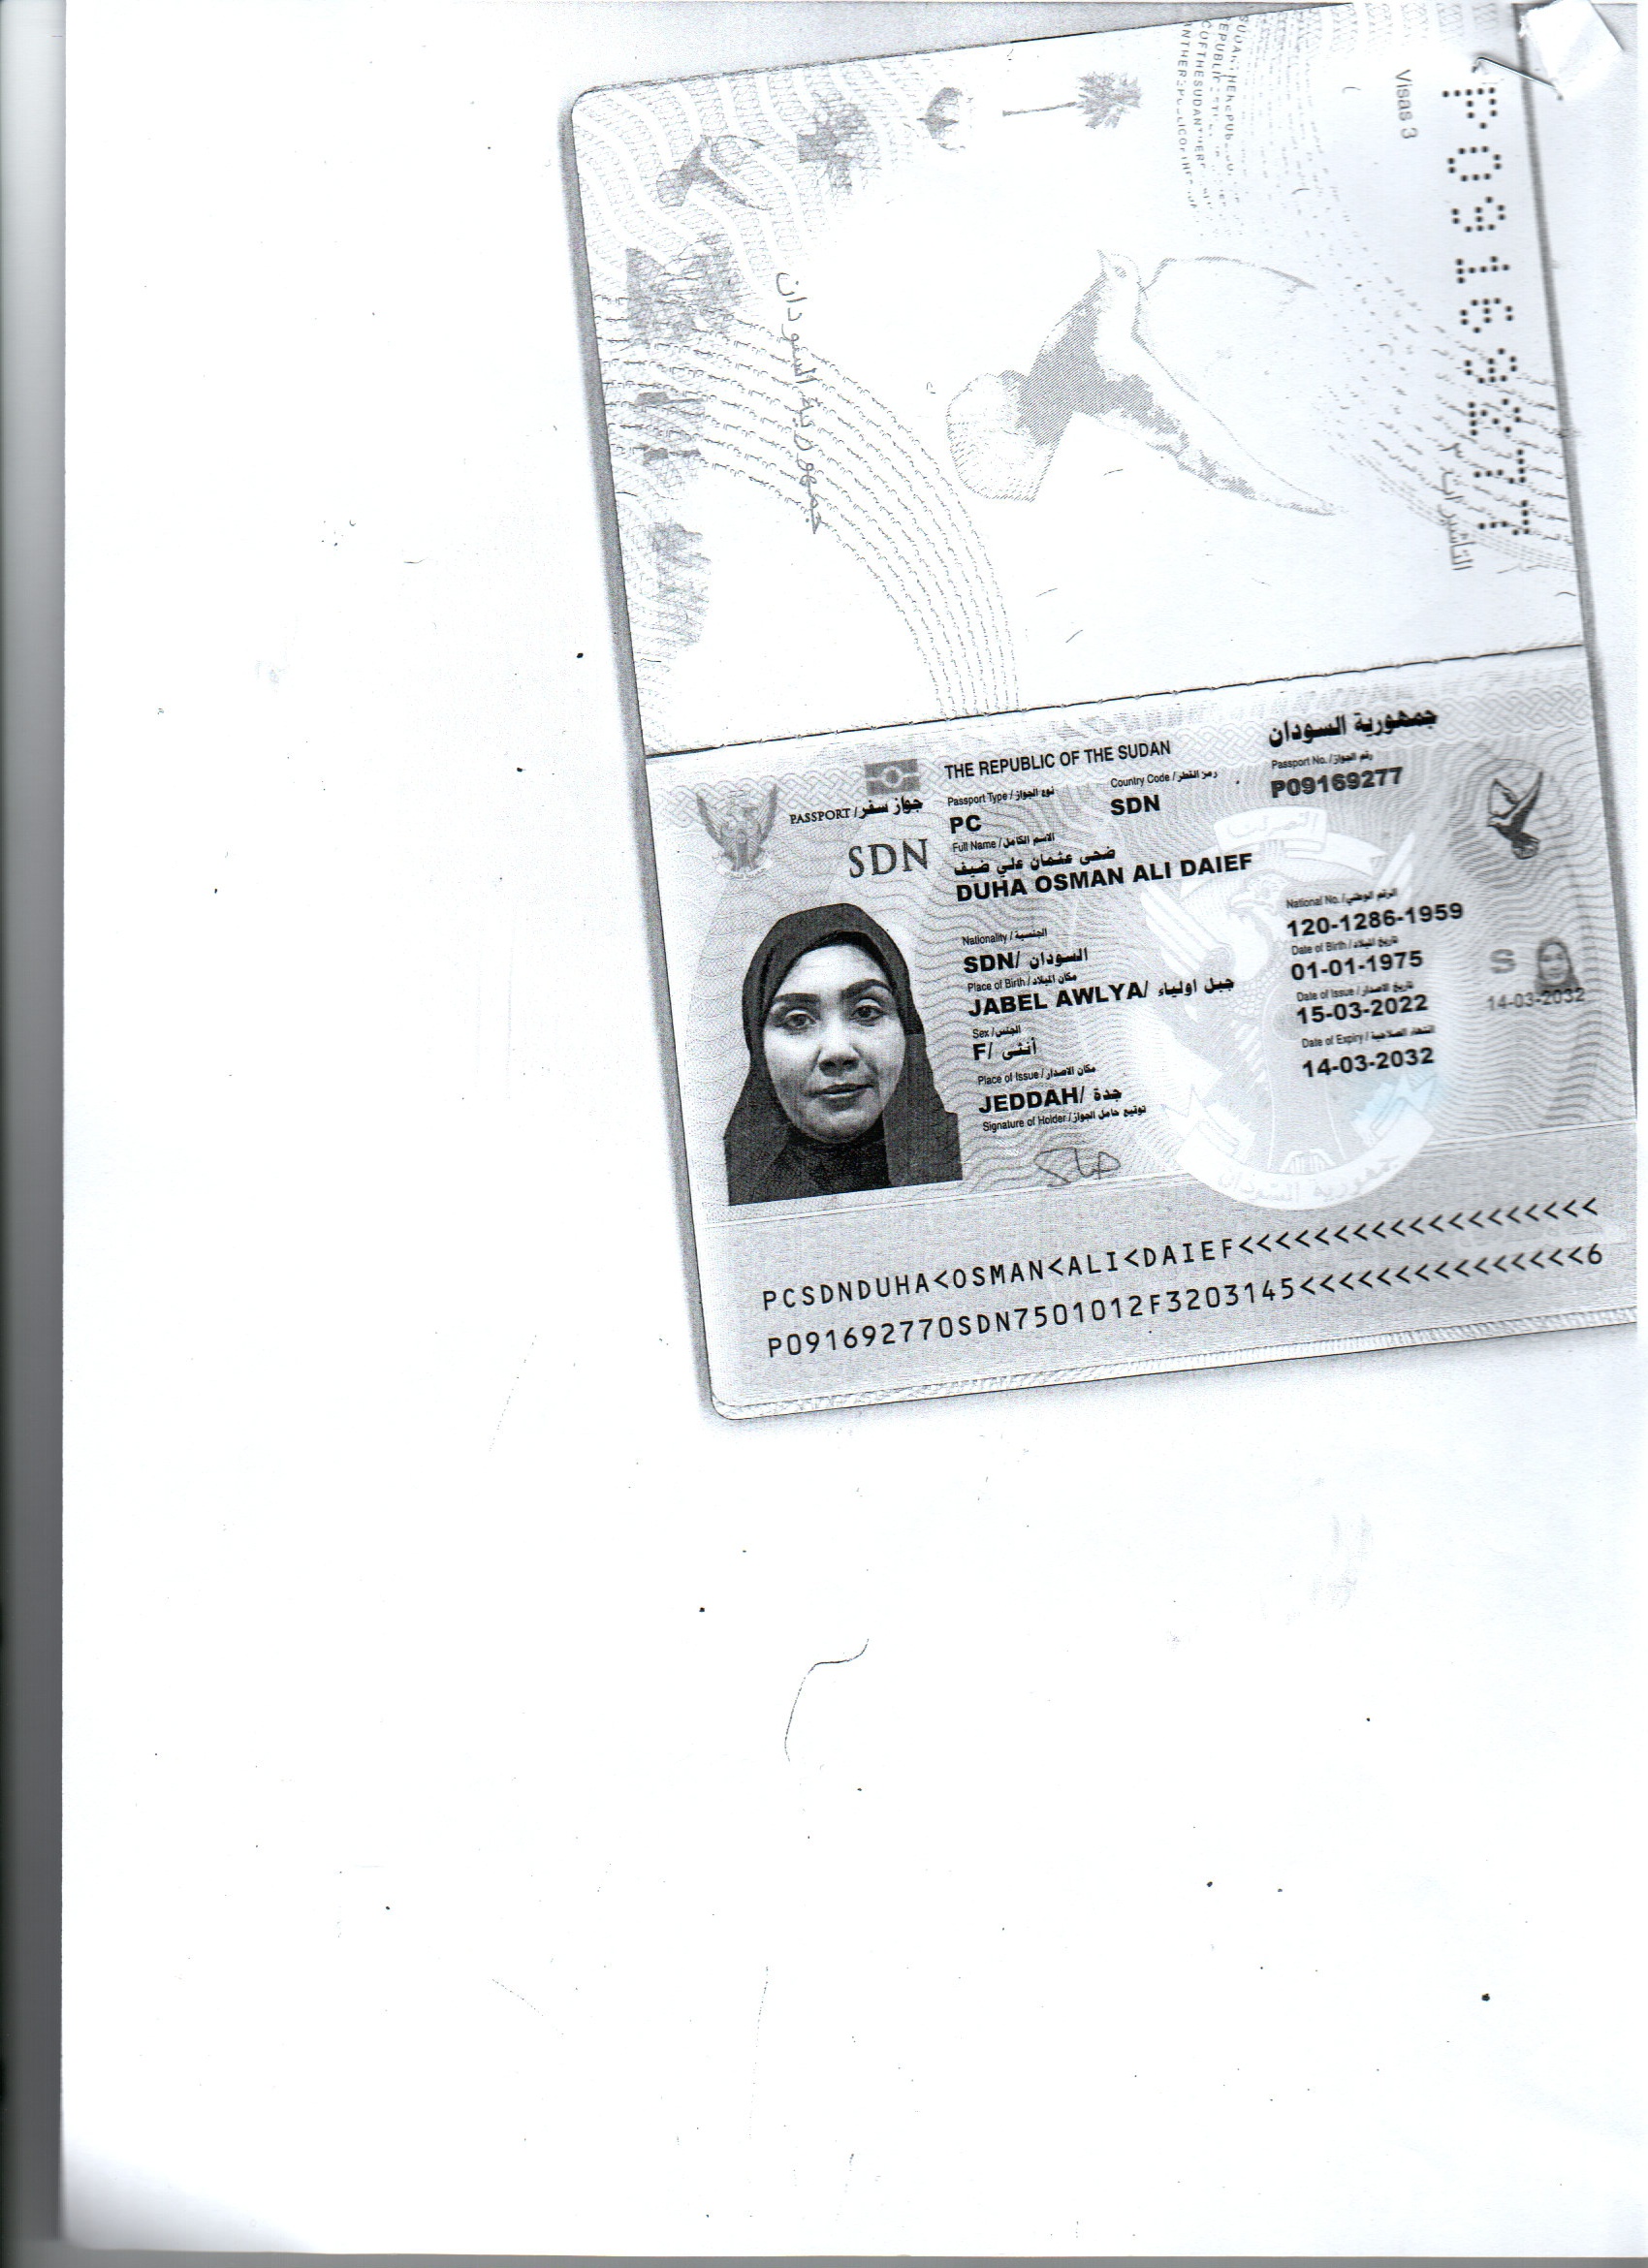 Visas 3
التأشيرات ٣
P09169277
جمهورية السودان
THE REPUBLIC OF THE SUDAN
جمهورية السودان
PASSPORT / جواز سفر
Passport Type / نوع الجواز
Country Code / رمز القطر
Passport No. / رقم الجواز
PC
SDN
P09169277
SDN
Full Name / الاسم الكامل
ضحى عثمان علي ضيف
DUHA OSMAN ALI DAIEF
National No. / الرقم الوطني
120-1286-1959
Nationality / الجنسية
SDN/ السودان
Date of Birth / تاريخ الميلاد
01-01-1975
Place of Birth / مكان الميلاد
JABEL AWLYA/ جبل اولياء
Date of Issue / تاريخ الاصدار
15-03-2022
S
14-03-2032
Sex / الجنس
F/ أنثى
Date of Expiry / انتهاء الصلاحية
14-03-2032
Place of Issue / مكان الاصدار
JEDDAH/ جدة
Signature of Holder / توقيع حامل الجواز
جمهورية السودان
PCSDNDUHA<OSMAN<ALI<DAIEF<<<<<<<<<<<<<<<<<<<
P091692770SDN7501012F3203145<<<<<<<<<<<<<<<6